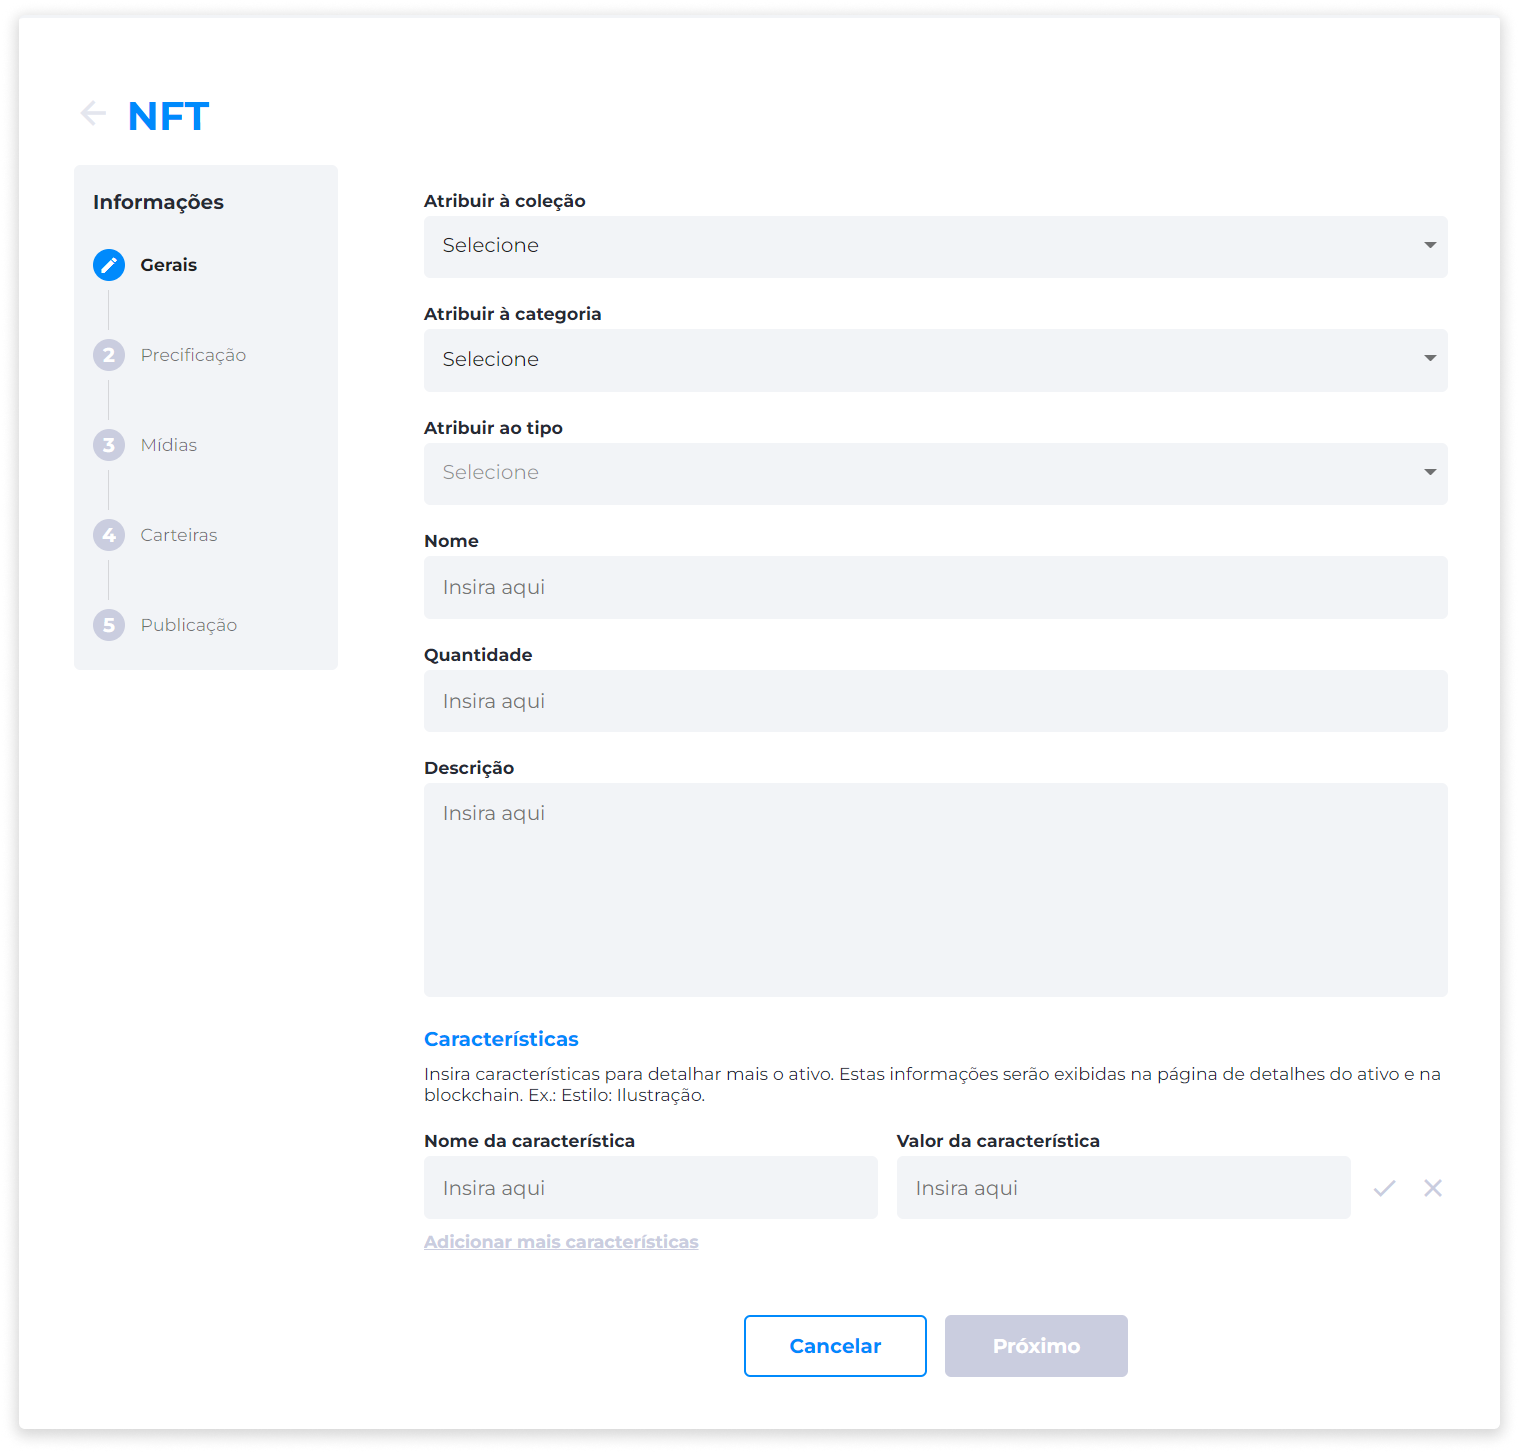 NFT
Informações
Gerais
2 Precificação
3 Mídias
4 Carteiras
5 Publicação
Atribuir à coleção
Selecione
Atribuir à categoria
Selecione
Atribuir ao tipo
Selecione
Nome
Insira aqui
Quantidade
Insira aqui
Descrição
Insira aqui
Características
Insira características para detalhar mais o ativo. Estas informações serão exibidas na página de detalhes do ativo e na
blockchain. Ex.: Estilo: Ilustração.
Nome da característica Valor da característica
Insira aqui Insira aqui
Adicionar mais características
Cancelar Próximo